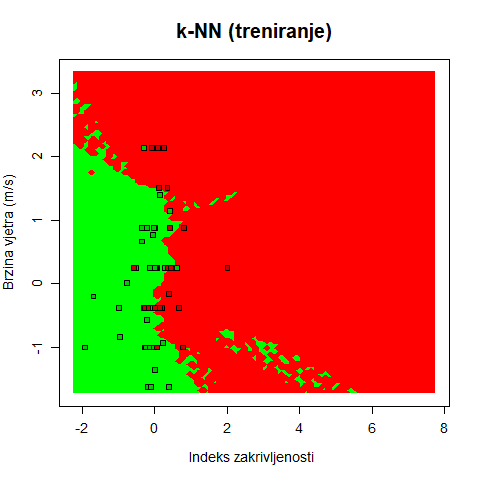 k-NN (treniranje)
Brzina vjetra (m/s)
3
2
1
0
-1
-2 0 2 4 6 8
Indeks zakrivljenosti